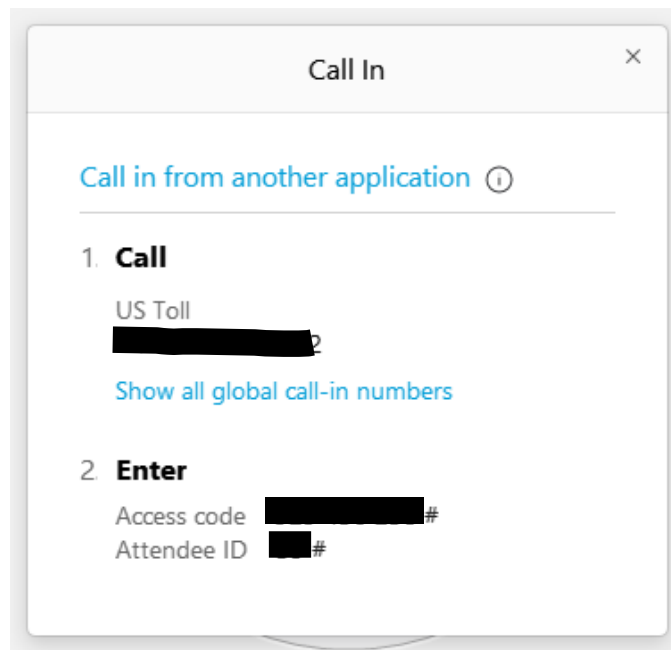 Call In
Call in from another application
1. Call
US Toll
2
Show all global call-in numbers
2. Enter
Access code #
Attendee ID #